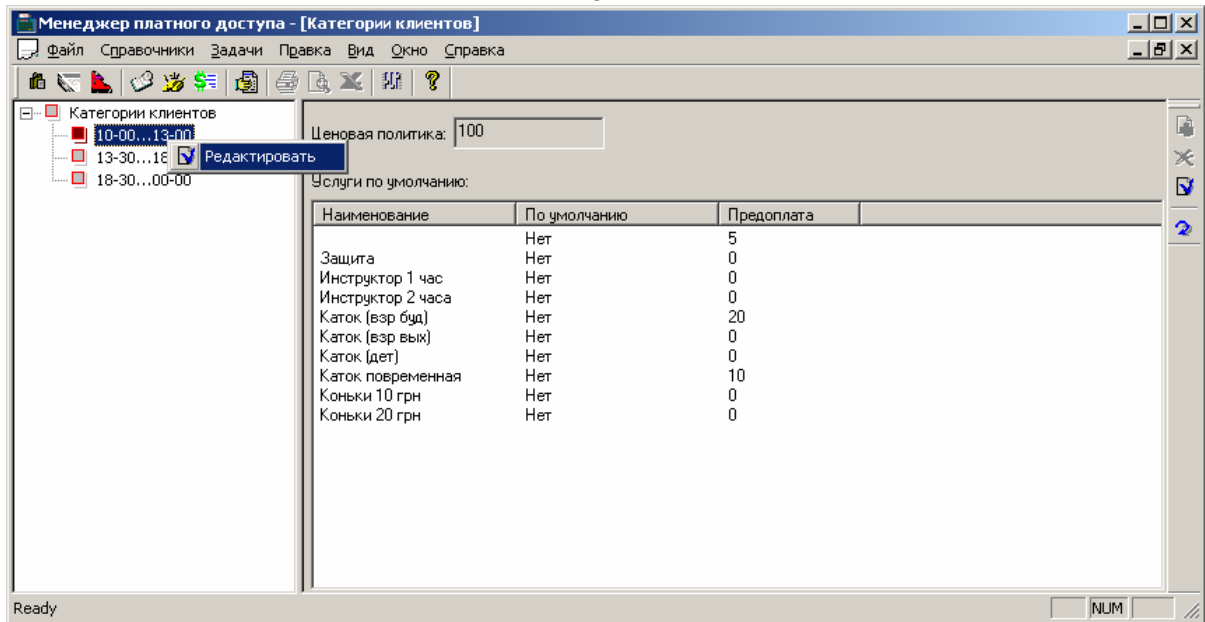 Менеджер платного доступа - [Категории клиентов]
Файл Справочники Задачи Правка Вид Окно Справка
Категории клиентов
10-00...13-00
13-30...18
Редактировать
18-30...00-00
Ценовая политика: 100
Услуги по умолчанию:
Наименование По умолчанию Предоплата
Нет 5
Защита Нет 0
Инструктор 1 час Нет 0
Инструктор 2 часа Нет 0
Каток (взр буд) Нет 20
Каток (взр вых) Нет 0
Каток (дет) Нет 0
Каток повременная Нет 10
Коньки 10 грн Нет 0
Коньки 20 грн Нет 0
Ready NUM